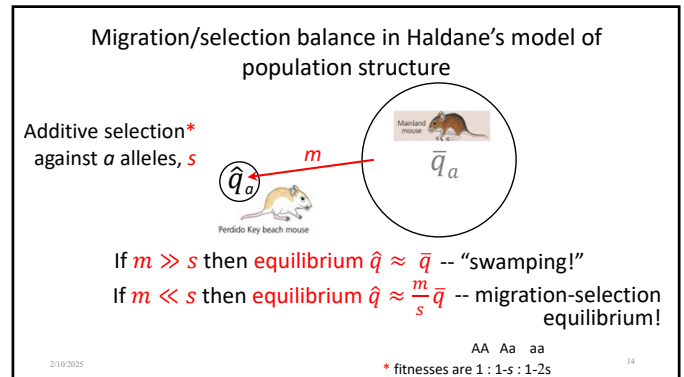 Migration/selection balance in Haldane’s model of
population structure
Additive selection*
against a alleles, s
m
Mainland
mouse
q̄ₐ
q̂ₐ
Perdido Key beach mouse
If m ≫ s then equilibrium q̂ ≈ q̄ -- “swamping!”
If m ≪ s then equilibrium q̂ ≈ m/s q̄ -- migration-selection
equilibrium!
AA Aa aa
* fitnesses are 1 : 1-s : 1-2s
2/10/2025
14